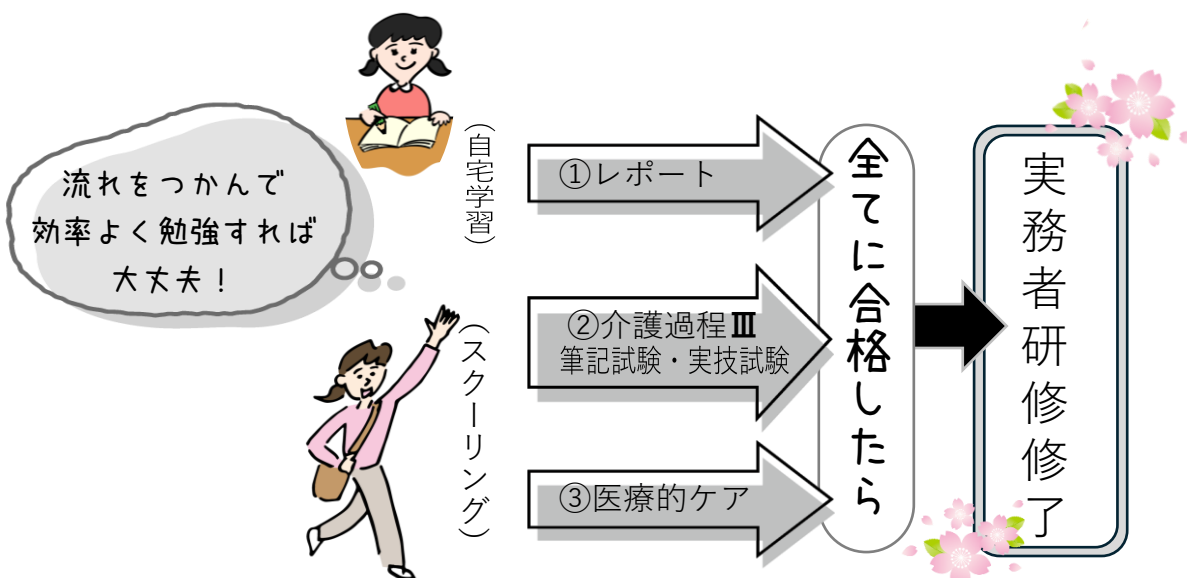 流れをつかんで
効率よく勉強すれば
大丈夫！
（自宅学習）
（スクーリング）
①レポート
②介護過程Ⅲ
筆記試験・実技試験
③医療的ケア
全てに合格したら
実務者研修修了